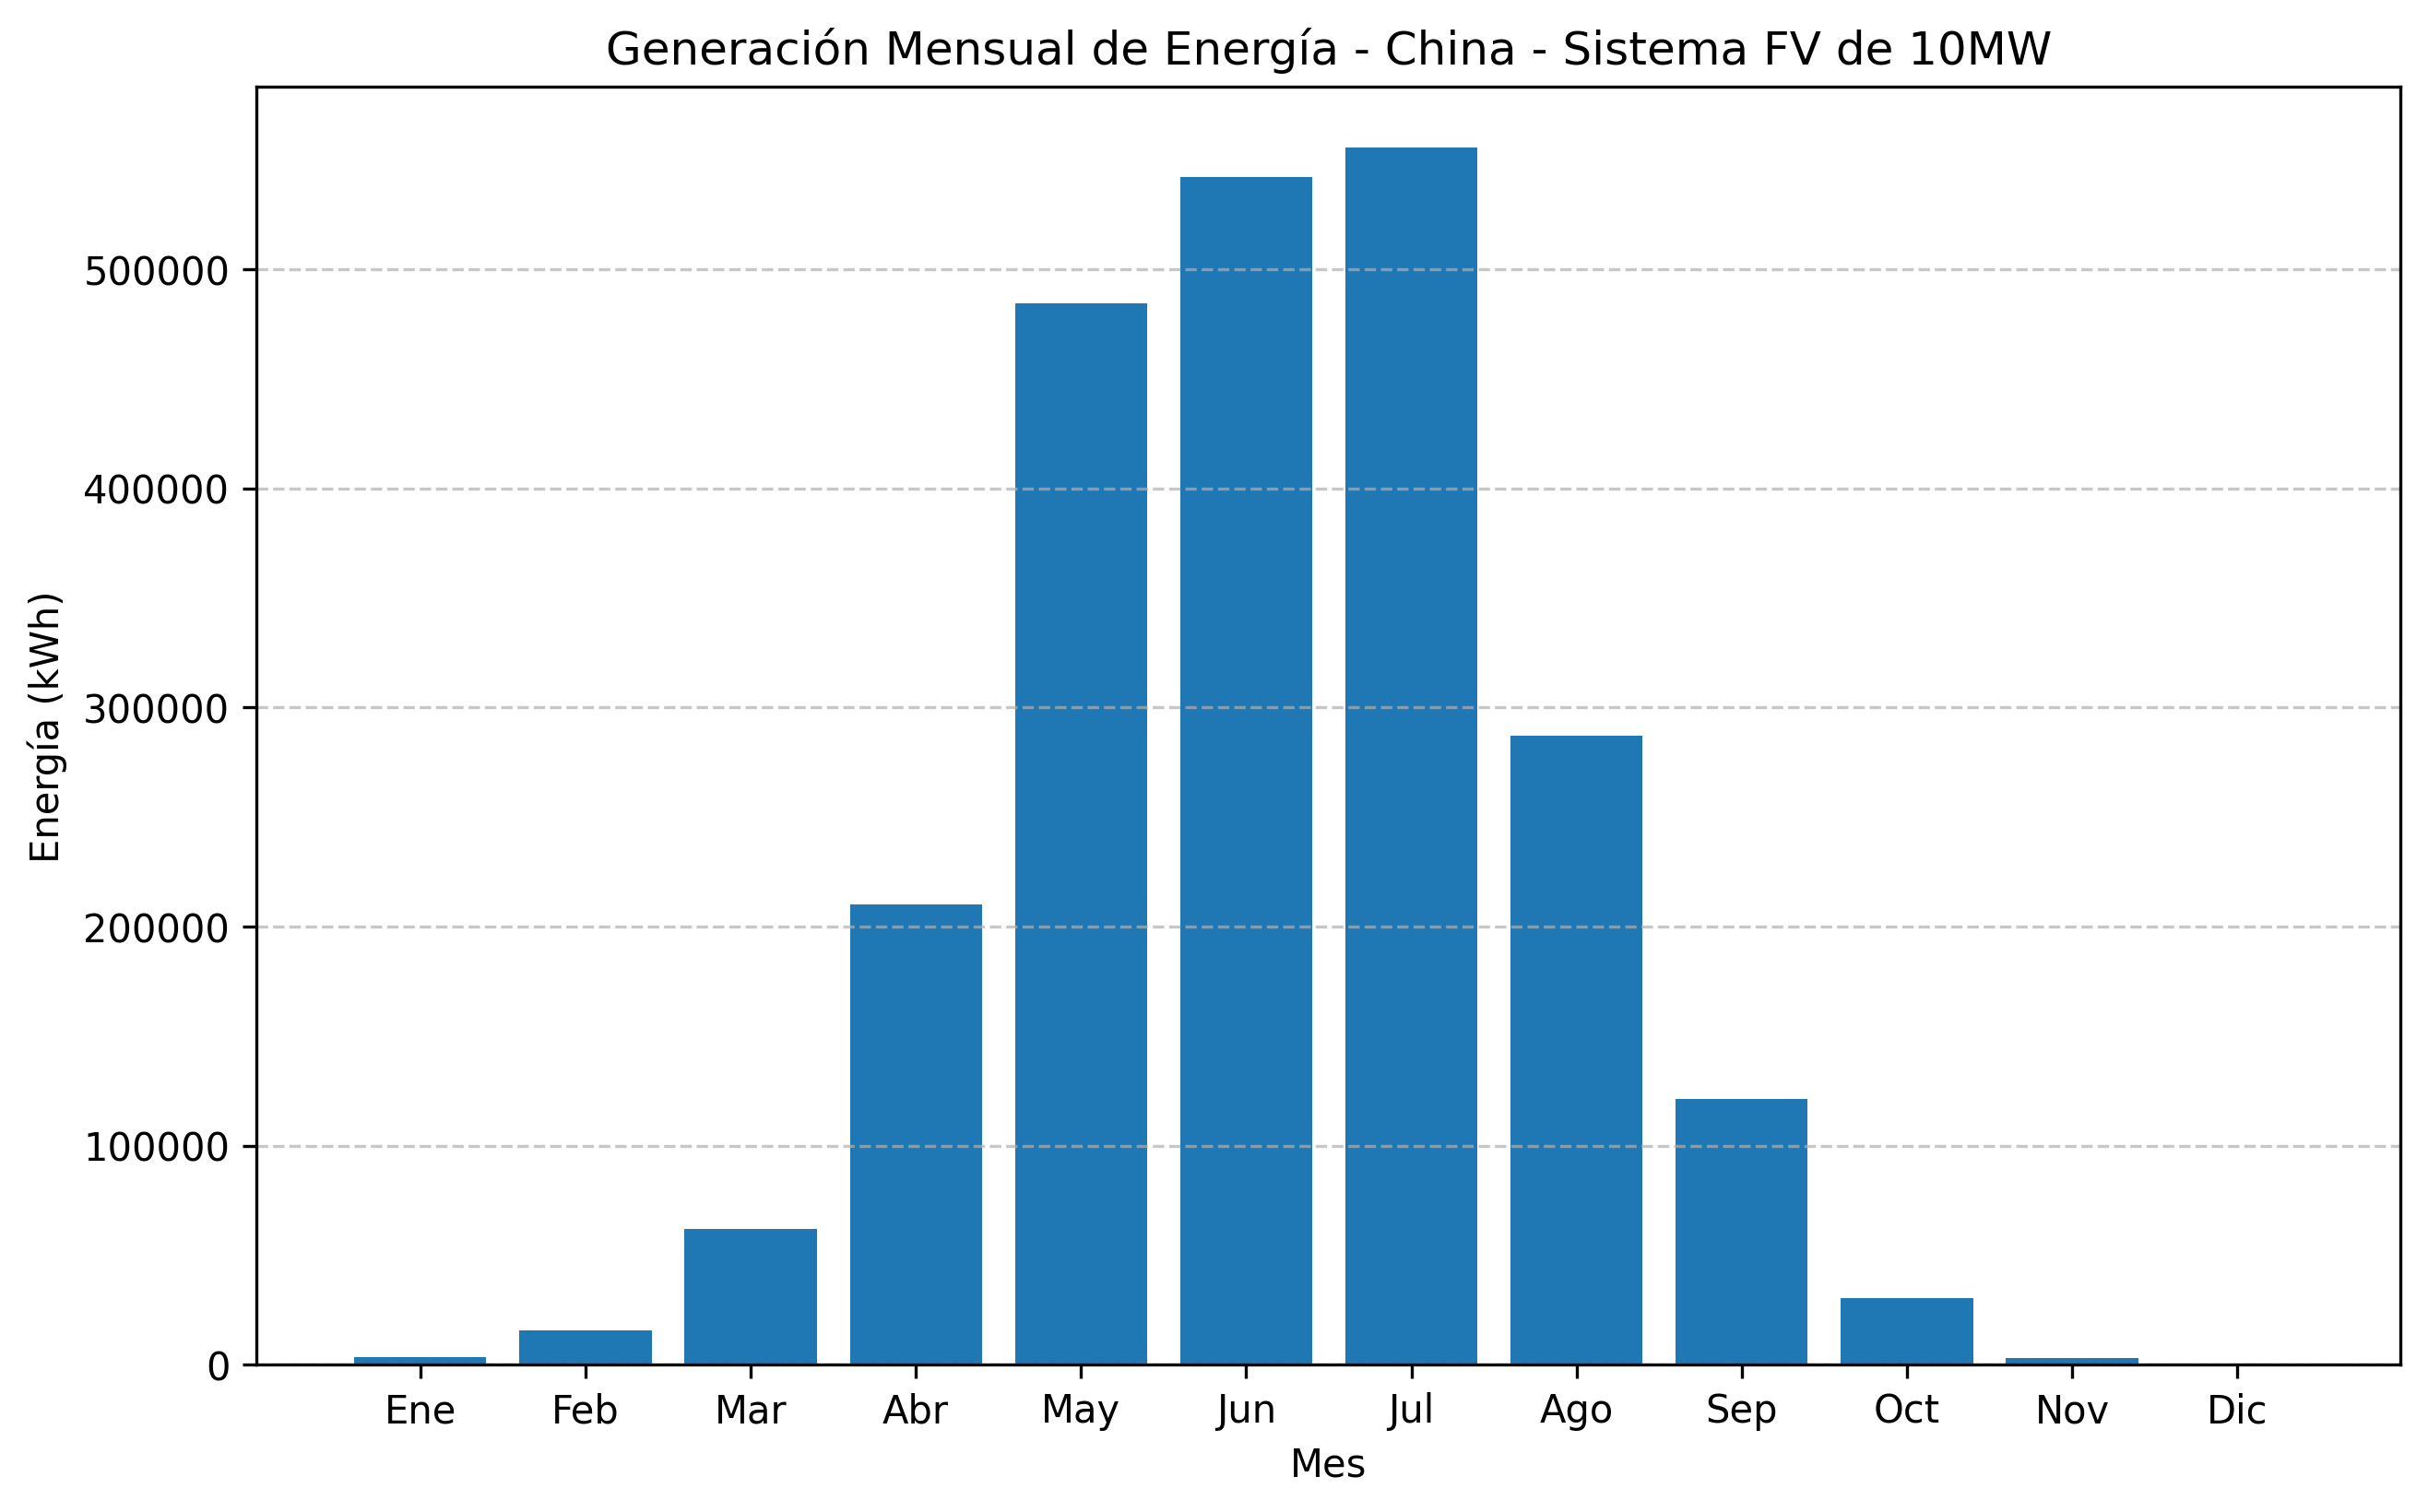 Generación Mensual de Energía - China - Sistema FV de 10MW
500000
400000
300000
200000
100000
0
Energía (kWh)
Ene Feb Mar Abr May Jun Jul Ago Sep Oct Nov Dic
Mes